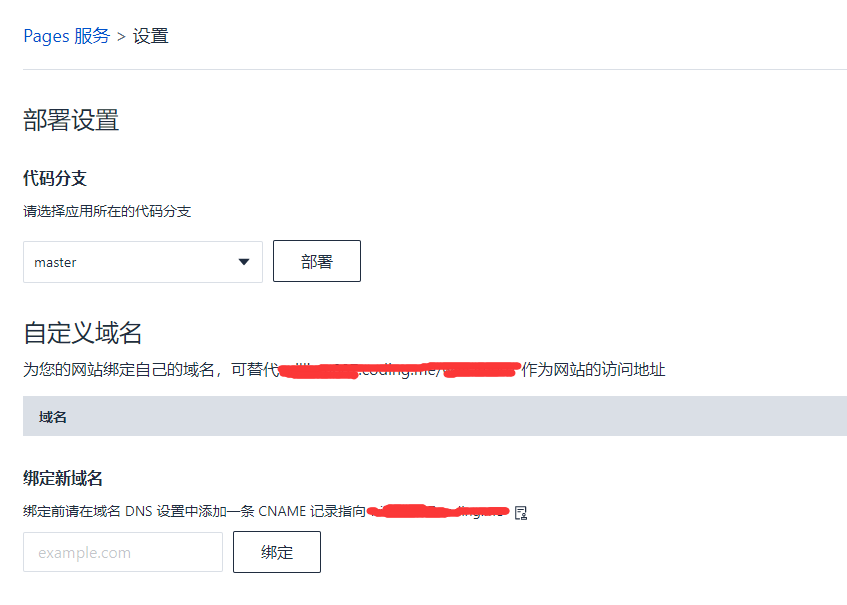 Pages 服务 > 设置
部署设置
代码分支
请选择应用所在的代码分支
master
部署
自定义域名
为您的网站绑定自己的域名，可替代 .coding.me/ 作为网站的访问地址
域名
绑定新域名
绑定前请在域名 DNS 设置中添加一条 CNAME 记录指向
example.com
绑定